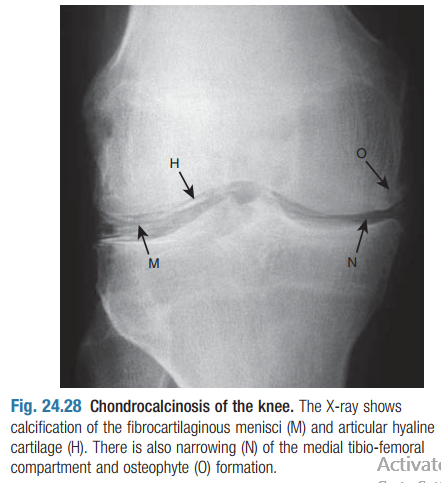 H
O
M
N
Fig. 24.28 Chondrocalcinosis of the knee. The X-ray shows
calcification of the fibrocartilaginous menisci (M) and articular hyaline
cartilage (H). There is also narrowing (N) of the medial tibio-femoral
compartment and osteophyte (O) formation.
Activate